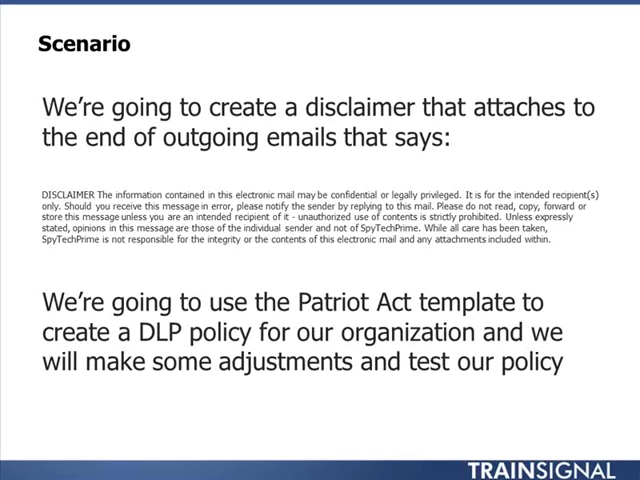 Scenario
We're going to create a disclaimer that attaches to
the end of outgoing emails that says:
DISCLAIMER The information contained in this electronic mail may be confidential or legally privileged. It is for the intended recipient(s)
only. Should you receive this message in error, please notify the sender by replying to this mail. Please do not read, copy, forward or
store this message unless you are an intended recipient of it - unauthorized use of contents is strictly prohibited. Unless expressly
stated, opinions in this message are those of the individual sender and not of SpyTechPrime. While all care has been taken,
SpyTechPrime is not responsible for the integrity or the contents of this electronic mail and any attachments included within.
We're going to use the Patriot Act template to
create a DLP policy for our organization and we
will make some adjustments and test our policy
TRAINSIGNAL